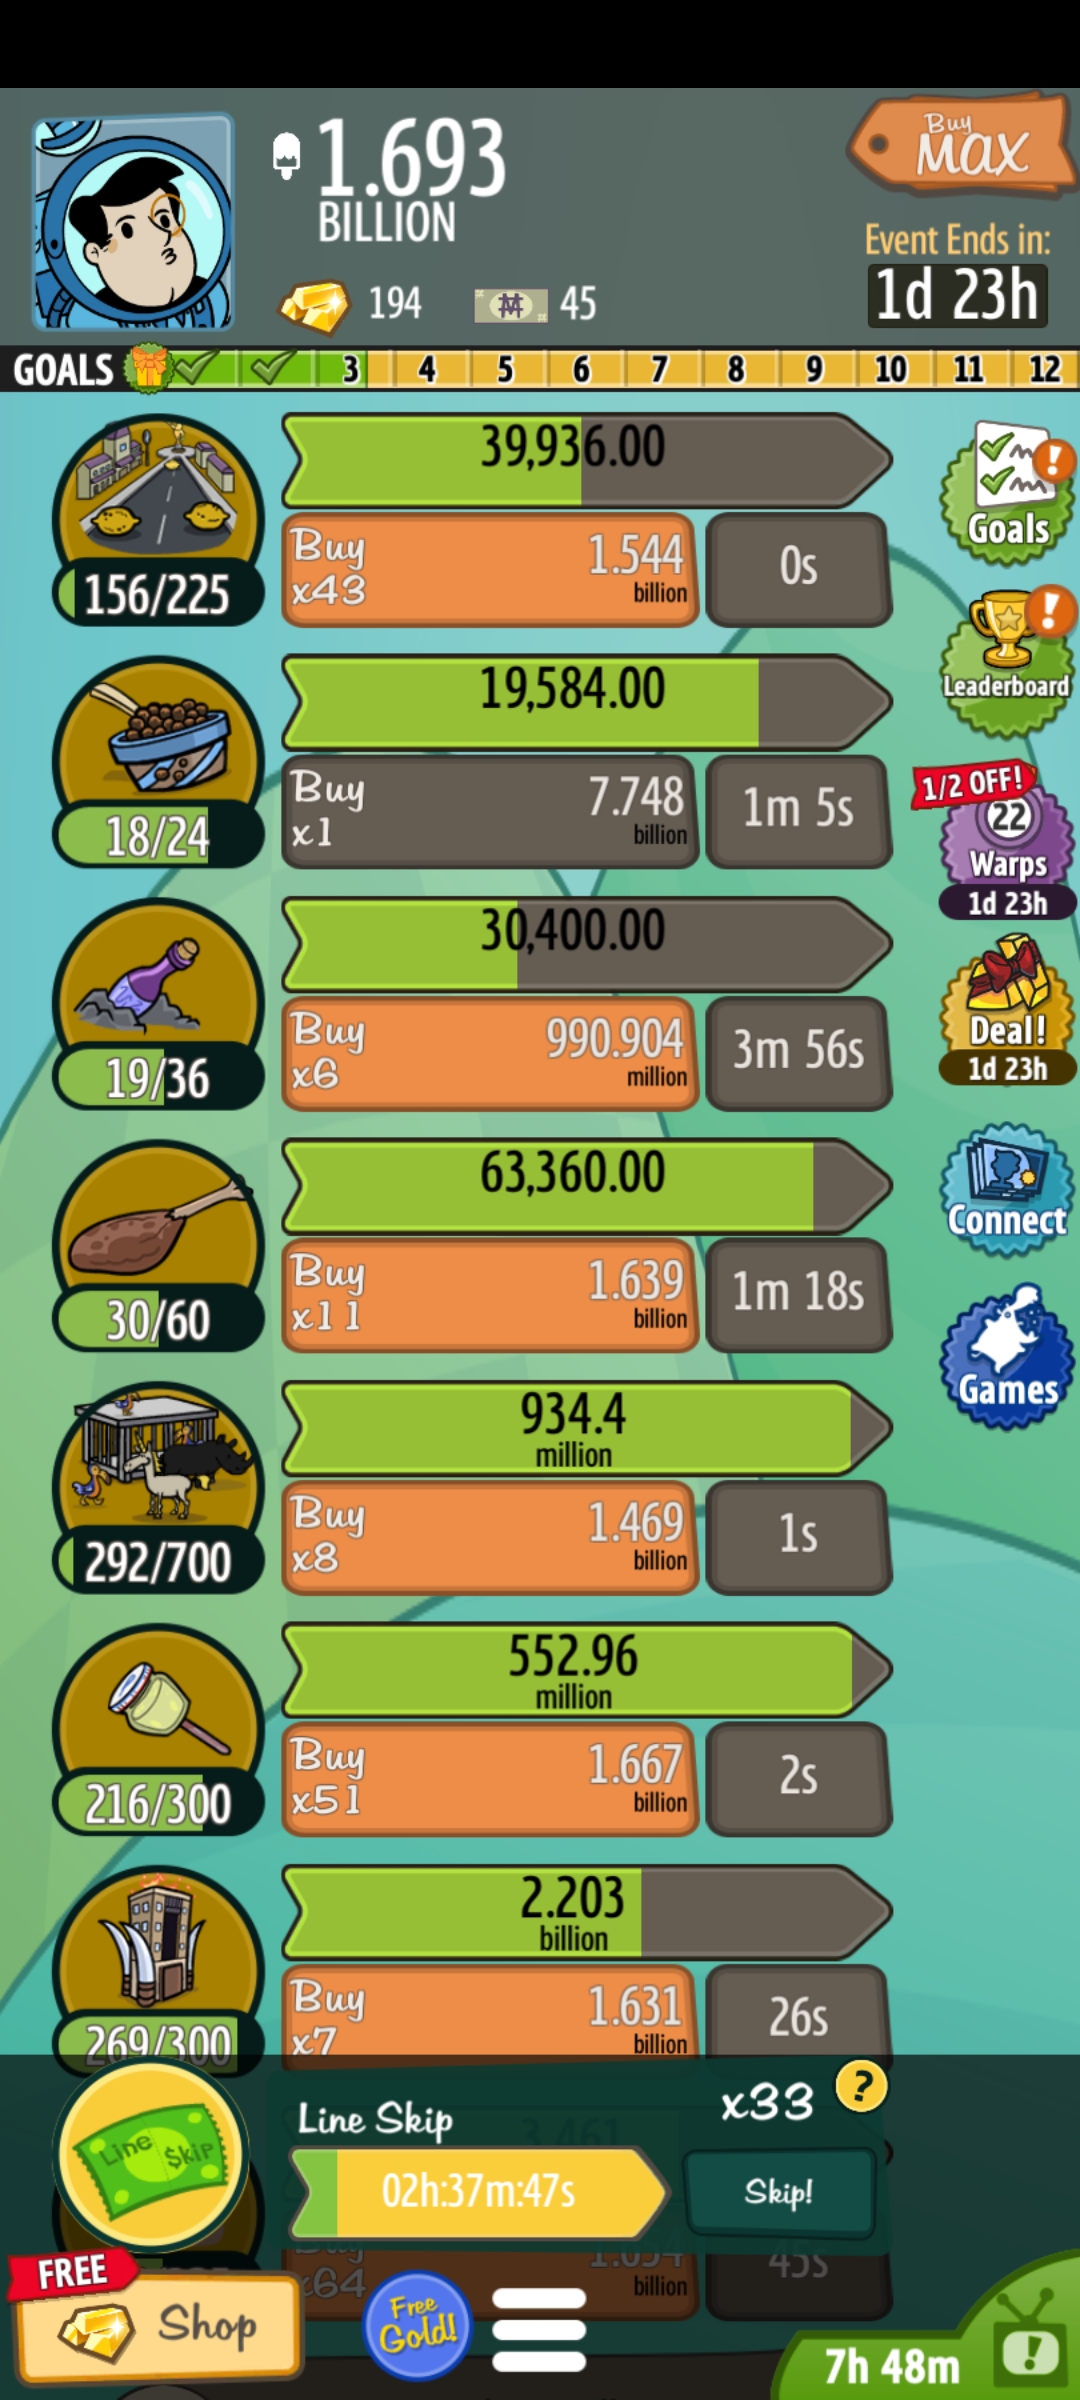 1.693
BILLION
Buy
MAX
194
45
Event Ends in:
1d 23h
GOALS 3 4 5 6 7 8 9 10 11 12
39,936.00
Buy
x43
1.544
billion
0s
156/225
Goals
19,584.00
Buy
x1
7.748
billion
1m 5s
18/24
Leaderboard
1/2 OFF!
22
Warps
1d 23h
30,400.00
Buy
x6
990.904
million
3m 56s
19/36
Deal!
1d 23h
63,360.00
Buy
x11
1.639
billion
1m 18s
30/60
Connect
934.4
million
Buy
x8
1.469
billion
1s
292/700
Games
552.96
million
Buy
x51
1.667
billion
2s
216/300
2.203
billion
Buy
x7
1.631
billion
26s
269/300
Line $kip
Line Skip
x33
?
3.461
02h:37m:47s
Skip!
Buy
x64
billion
45s
FREE
Shop
Free
Gold!
7h 48m